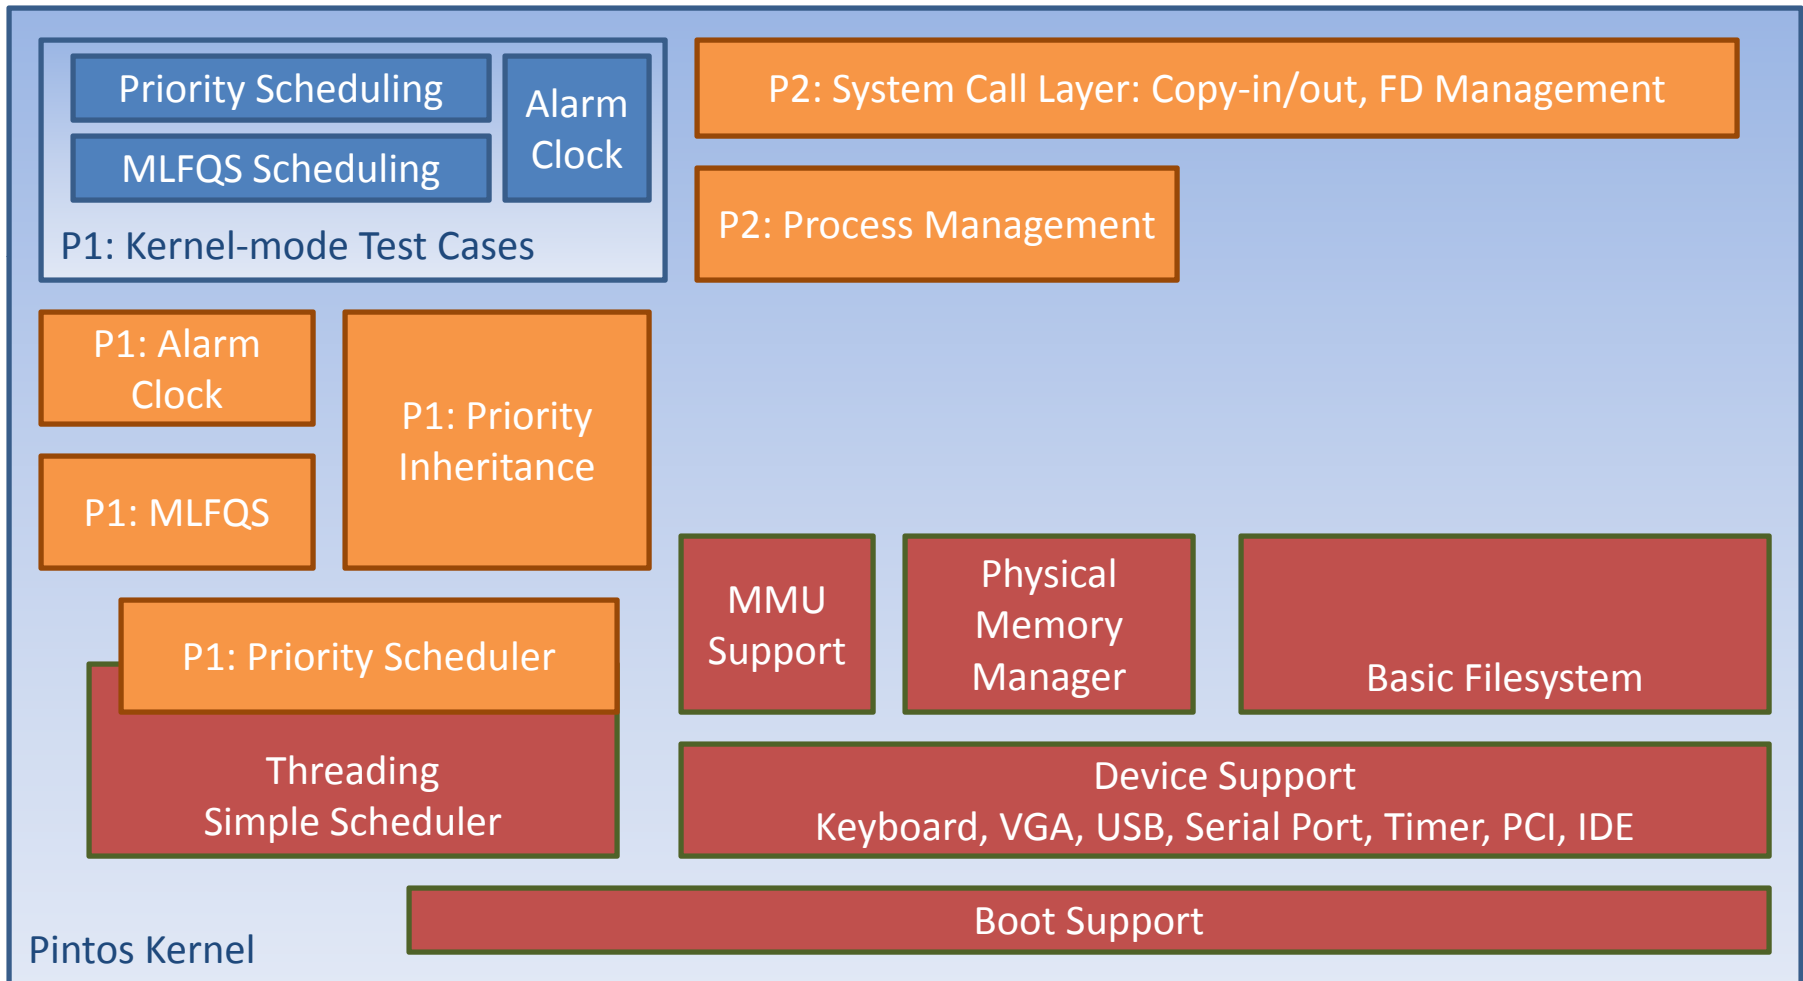 Priority Scheduling
MLFQS Scheduling
Alarm
Clock
P1: Kernel-mode Test Cases
P2: System Call Layer: Copy-in/out, FD Management
P2: Process Management
P1: Alarm
Clock
P1: Priority
Inheritance
P1: MLFQS
P1: Priority Scheduler
Threading
Simple Scheduler
MMU
Support
Physical
Memory
Manager
Basic Filesystem
Device Support
Keyboard, VGA, USB, Serial Port, Timer, PCI, IDE
Boot Support
Pintos Kernel